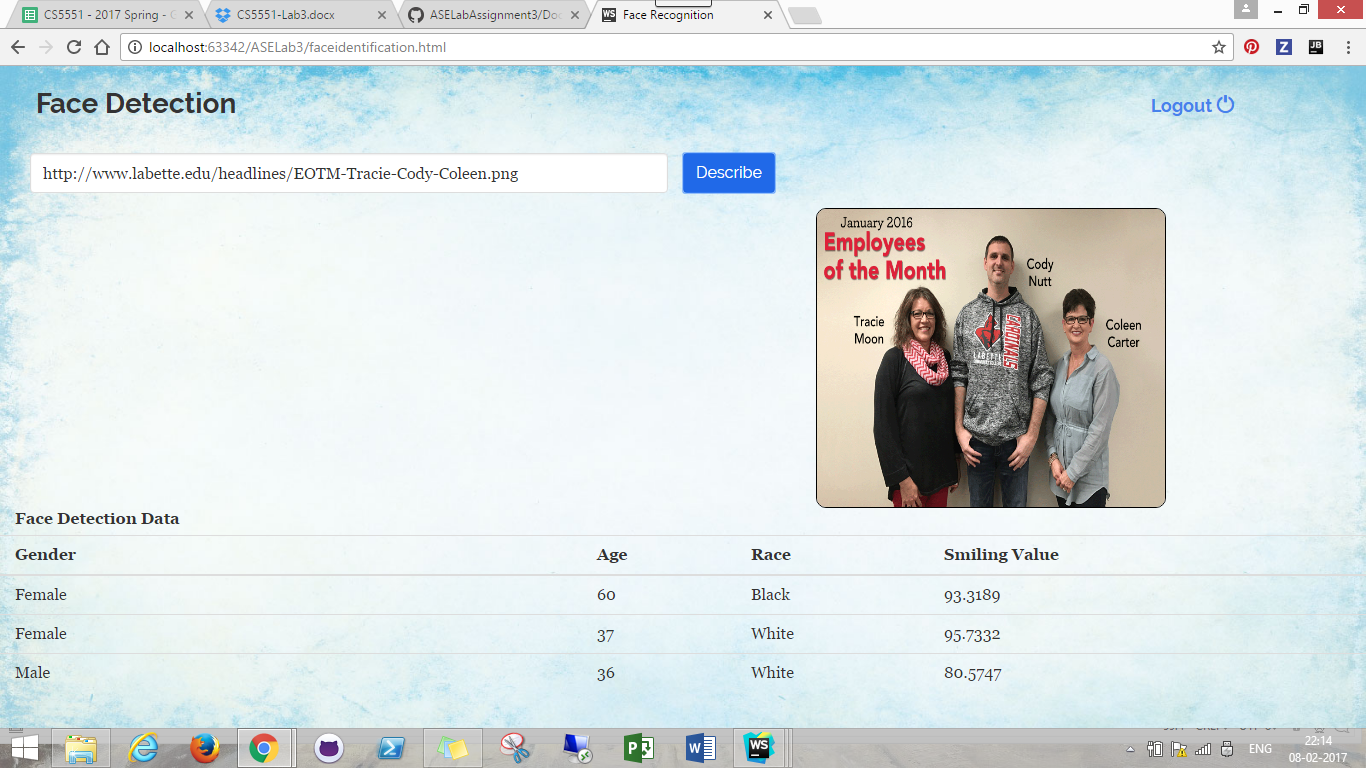 CS5551 - 2017 Spring - G
CS5551-Lab3.docx
ASELabAssignment3/Doc
Face Recognition
localhost:63342/ASELab3/faceidentification.html
Face Detection
Logout
http://www.labette.edu/headlines/EOTM-Tracie-Cody-Coleen.png
Describe
January 2016
Employees
of the Month
Cody
Nutt
Tracie
Moon
Coleen
Carter
CARDINALS
LABETTE
Face Detection Data
Gender Age Race Smiling Value
Female 60 Black 93.3189
Female 37 White 95.7332
Male 36 White 80.5747
ENG
22:14
08-02-2017